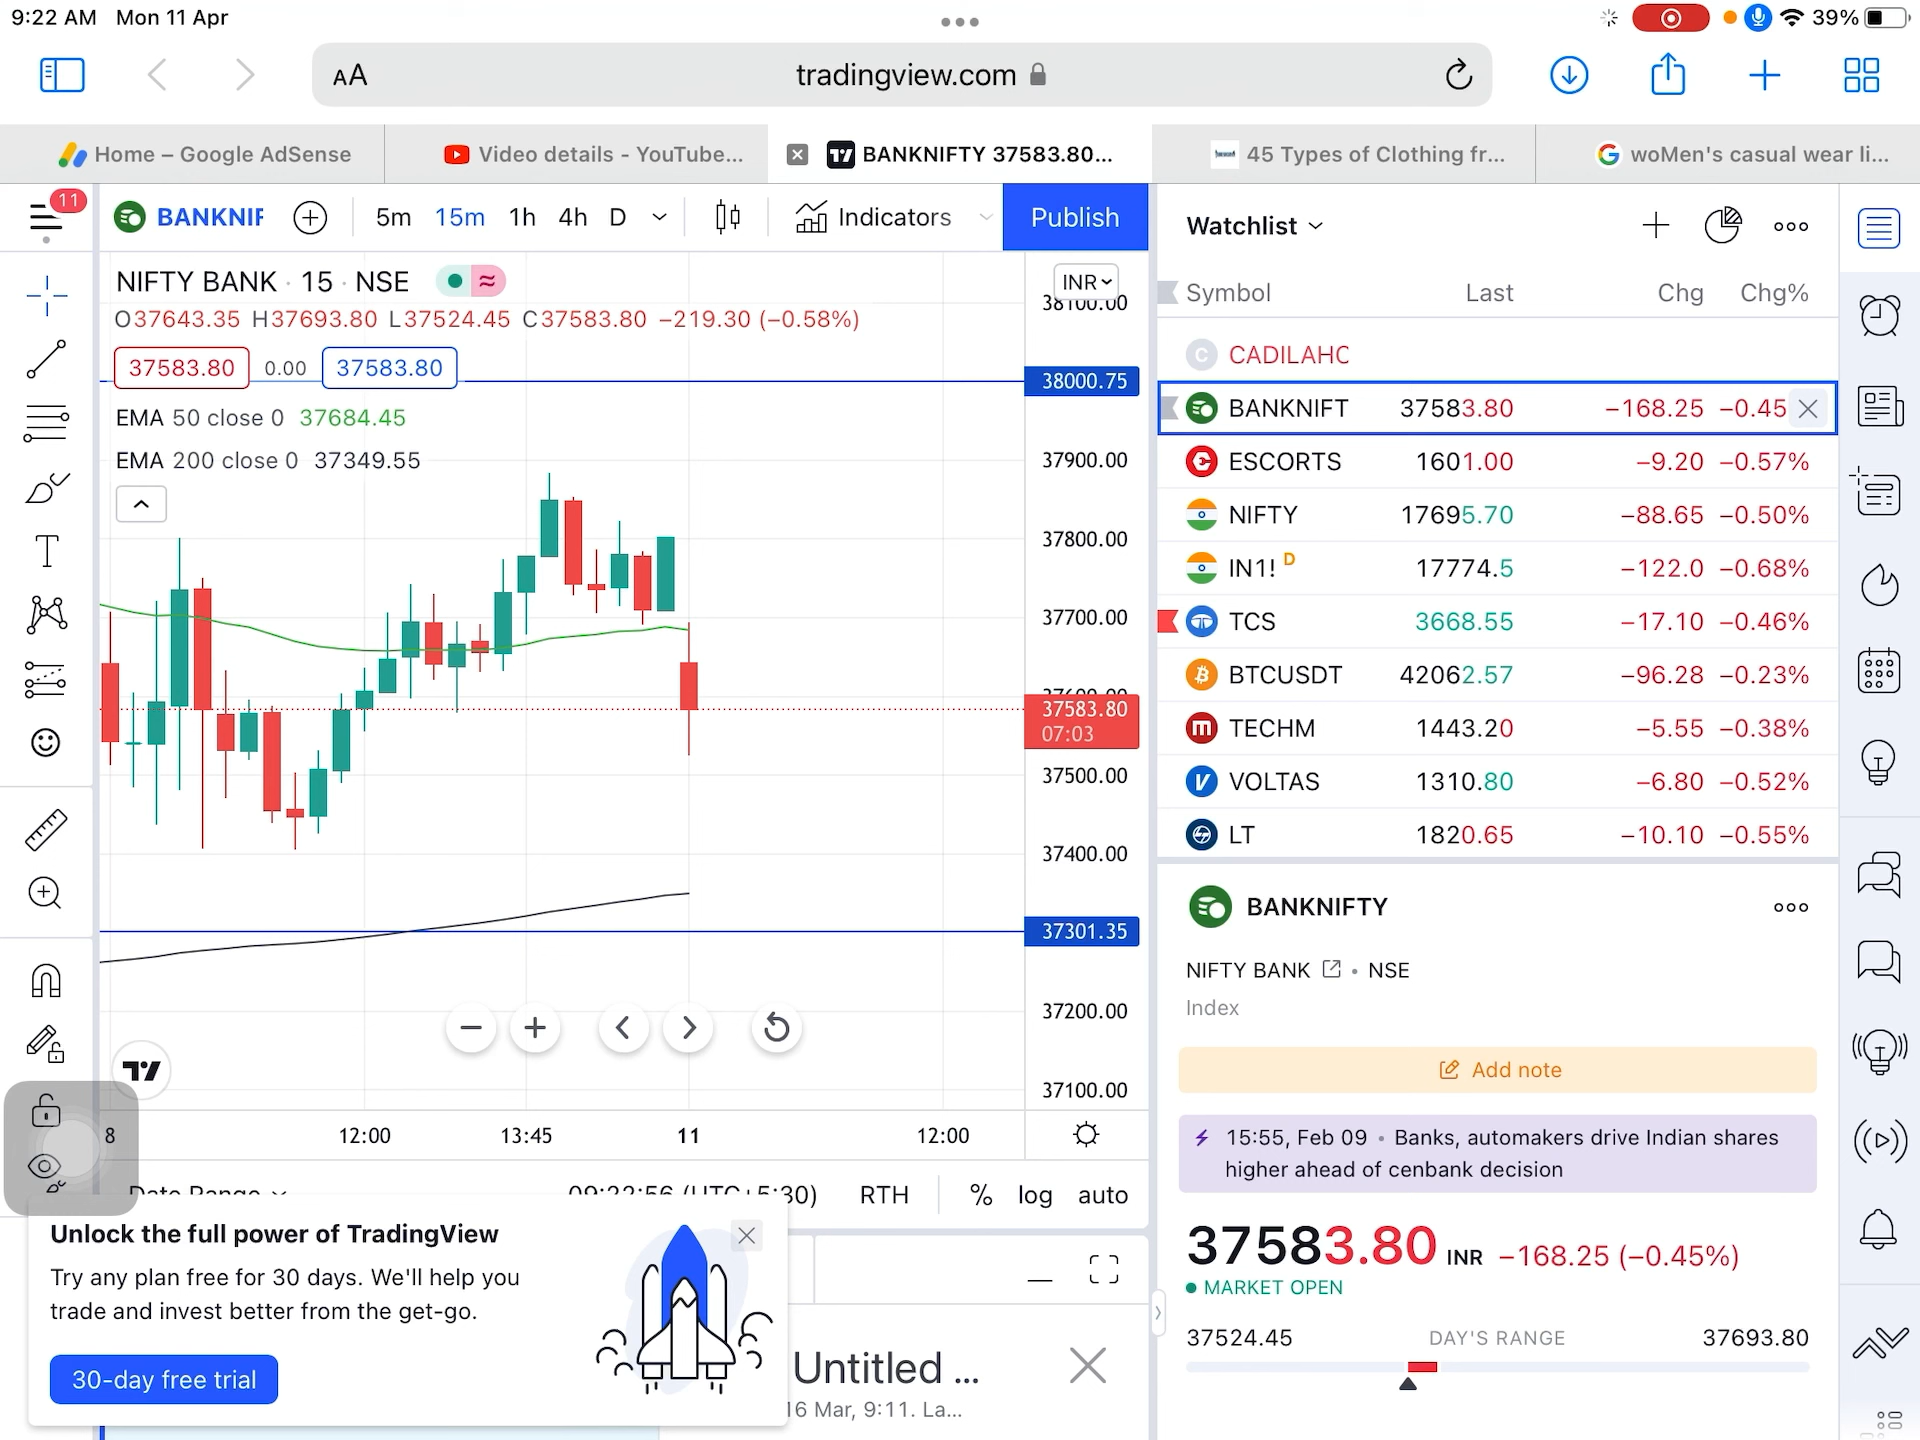 9:22 AM Mon 11 Apr
39%
AA
tradingview.com
Home – Google AdSense
Video details - YouTube...
BANKNIFTY 37583.80...
45 Types of Clothing fr...
woMen's casual wear li...
11
BANKNIF
5m 15m 1h 4h D
Indicators
Publish
NIFTY BANK · 15 · NSE
O37643.35 H37693.80 L37524.45 C37583.80 −219.30 (−0.58%)
37583.80 0.00 37583.80
EMA 50 close 0 37684.45
EMA 200 close 0 37349.55
INR
38100.00
38000.75
37900.00
37800.00
37700.00
37600.00
37583.80
07:03
37500.00
37400.00
37301.35
37200.00
37100.00
8 12:00 13:45 11 12:00
Date Range 09:22:56 (UTC+5:30) RTH % log auto
Unlock the full power of TradingView
Try any plan free for 30 days. We'll help you
trade and invest better from the get-go.
30-day free trial
Untitled ...
16 Mar, 9:11. La...
Watchlist
Symbol Last Chg Chg%
CADILAHC
BANKNIFT 37583.80 −168.25 −0.45
ESCORTS 1601.00 −9.20 −0.57%
NIFTY 17695.70 −88.65 −0.50%
IN1! D 17774.5 −122.0 −0.68%
TCS 3668.55 −17.10 −0.46%
BTCUSDT 42062.57 −96.28 −0.23%
TECHM 1443.20 −5.55 −0.38%
VOLTAS 1310.80 −6.80 −0.52%
LT 1820.65 −10.10 −0.55%
BANKNIFTY
NIFTY BANK • NSE
Index
Add note
15:55, Feb 09 • Banks, automakers drive Indian shares
higher ahead of cenbank decision
37583.80 INR −168.25 (−0.45%)
MARKET OPEN
37524.45 DAY'S RANGE 37693.80